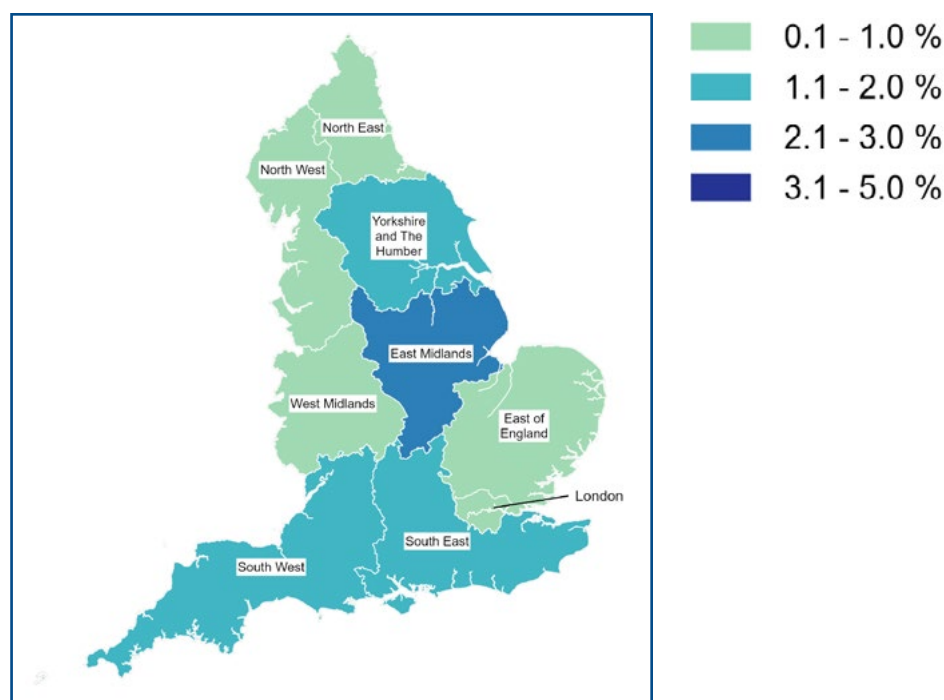 0.1 - 1.0 %
1.1 - 2.0 %
2.1 - 3.0 %
3.1 - 5.0 %
North East
North West
Yorkshire
and The
Humber
East Midlands
West Midlands
East of
England
London
South East
South West